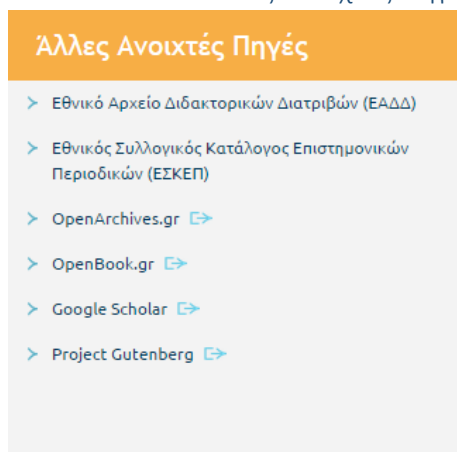 Άλλες Ανοιχτές Πηγές
Εθνικό Αρχείο Διδακτορικών Διατριβών (ΕΑΔΔ)
Εθνικός Συλλογικός Κατάλογος Επιστημονικών
Περιοδικών (ΕΣΚΕΠ)
OpenArchives.gr
OpenBook.gr
Google Scholar
Project Gutenberg